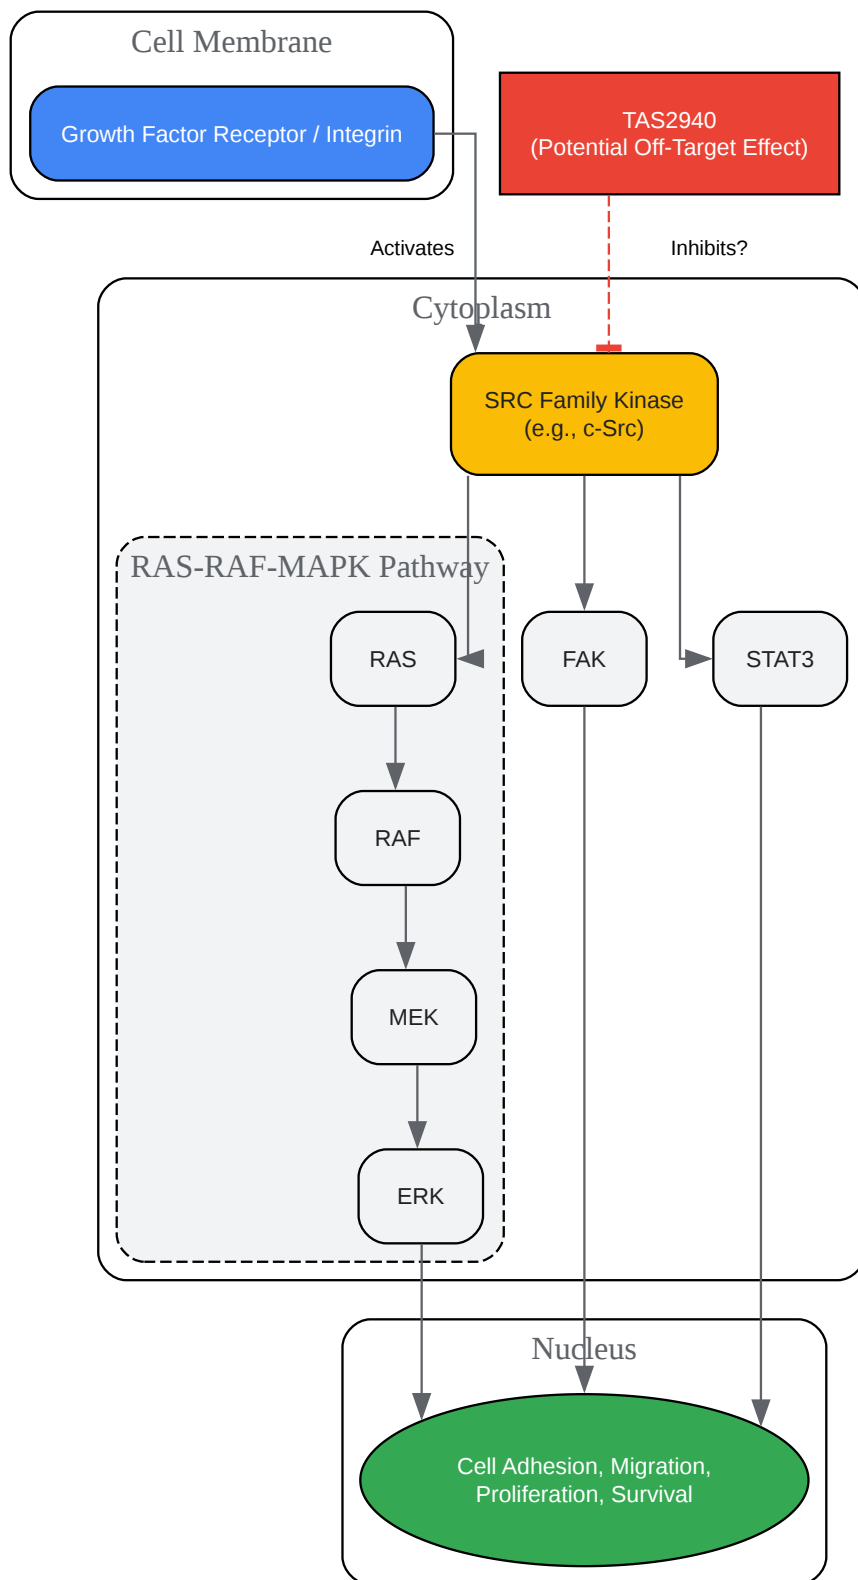 Cell Membrane
Growth Factor Receptor / Integrin
TAS2940
(Potential Off-Target Effect)
Activates
Inhibits?
Cytoplasm
SRC Family Kinase
(e.g., c-Src)
RAS-RAF-MAPK Pathway
RAS
FAK
STAT3
RAF
MEK
ERK
Nucleus
Cell Adhesion, Migration,
Proliferation, Survival